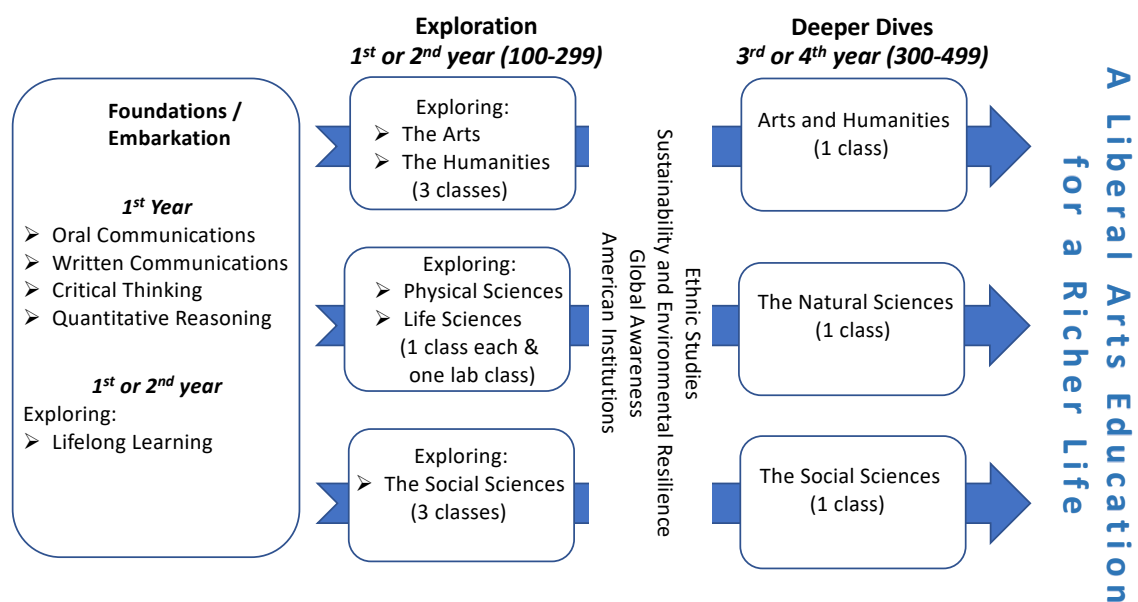 Foundations /
Embarkation
1st Year
➢ Oral Communications
➢ Written Communications
➢ Critical Thinking
➢ Quantitative Reasoning
1st or 2nd year
Exploring:
➢ Lifelong Learning
Exploration
1st or 2nd year (100-299)
Exploring:
➢ The Arts
➢ The Humanities
(3 classes)
Exploring:
➢ Physical Sciences
➢ Life Sciences
(1 class each &
one lab class)
Exploring:
➢ The Social Sciences
(3 classes)
Ethnic Studies
Sustainability and Environmental Resilience
Global Awareness
American Institutions
Deeper Dives
3rd or 4th year (300-499)
Arts and Humanities
(1 class)
The Natural Sciences
(1 class)
The Social Sciences
(1 class)
A Liberal Arts Education
for a Richer Life